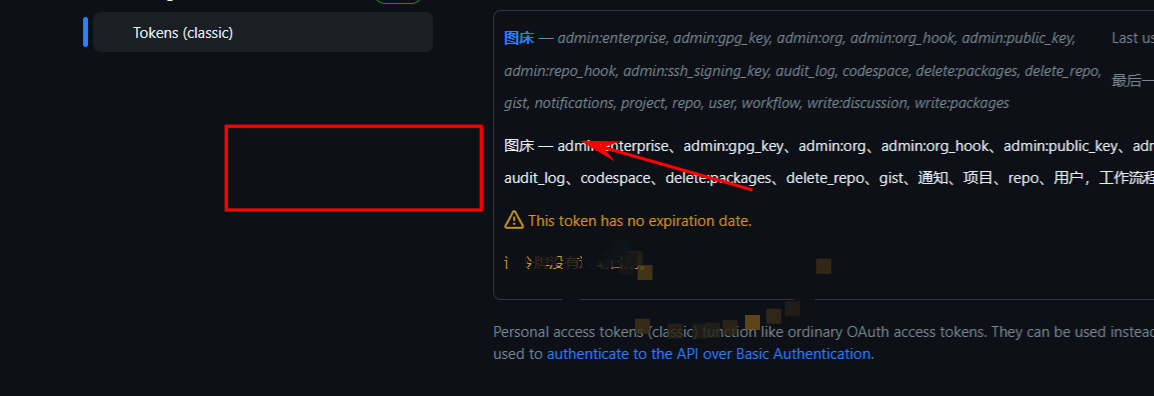 Tokens (classic)
图床 — admin:enterprise, admin:gpg_key, admin:org, admin:org_hook, admin:public_key,
Last
admin:repo_hook, admin:ssh_signing_key, audit_log, codespace, delete:packages, delete_repo,
最后一
gist, notifications, project, repo, user, workflow, write:discussion, write:packages
图床 — admin:enterprise、admin:gpg_key、admin:org、admin:org_hook、admin:public_key、
audit_log、codespace、delete:packages、delete_repo、gist、通知、项目、repo、用户，工作流程
This token has no expiration date.
令牌没有
Personal access tokens (classic) function like ordinary OAuth access tokens. They can be used instead
used to authenticate to the API over Basic Authentication.